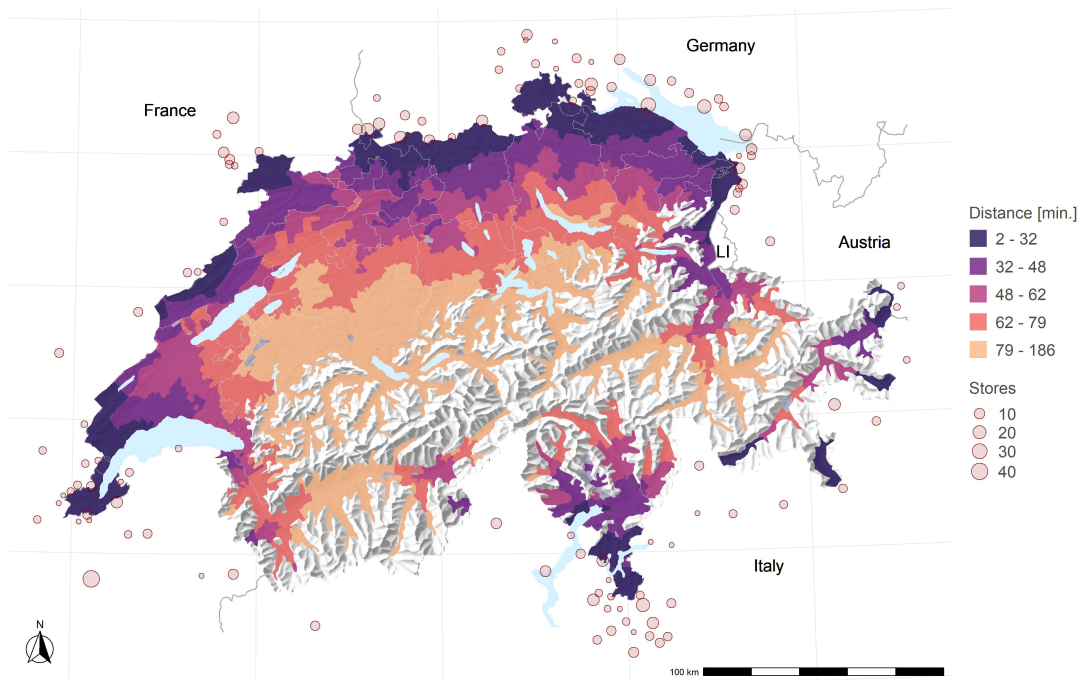 Germany
France
Austria
LI
Distance [min.]
2 - 32
32 - 48
48 - 62
62 - 79
79 - 186
Stores
10
20
30
40
Italy
N
100 km